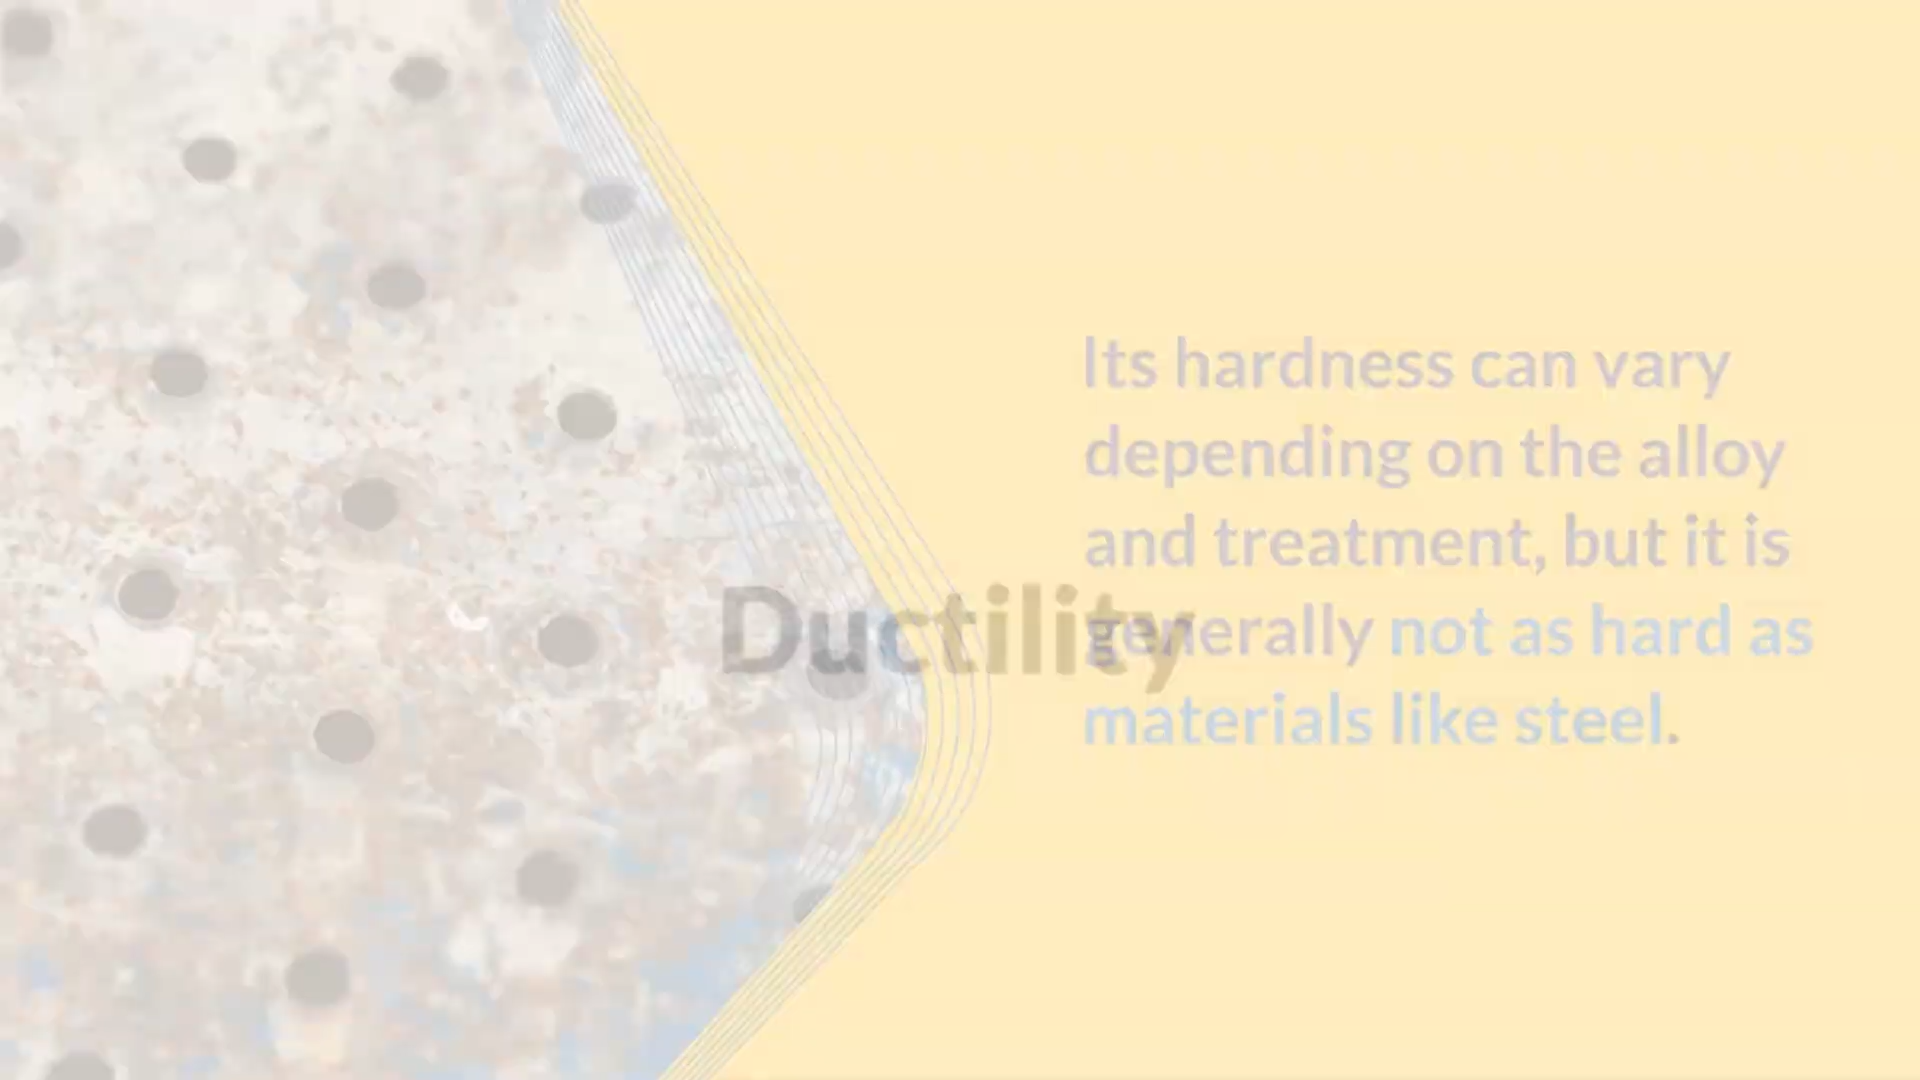 Its hardness can vary
depending on the alloy
and treatment, but it is
generally not as hard as
materials like steel.
Ductility